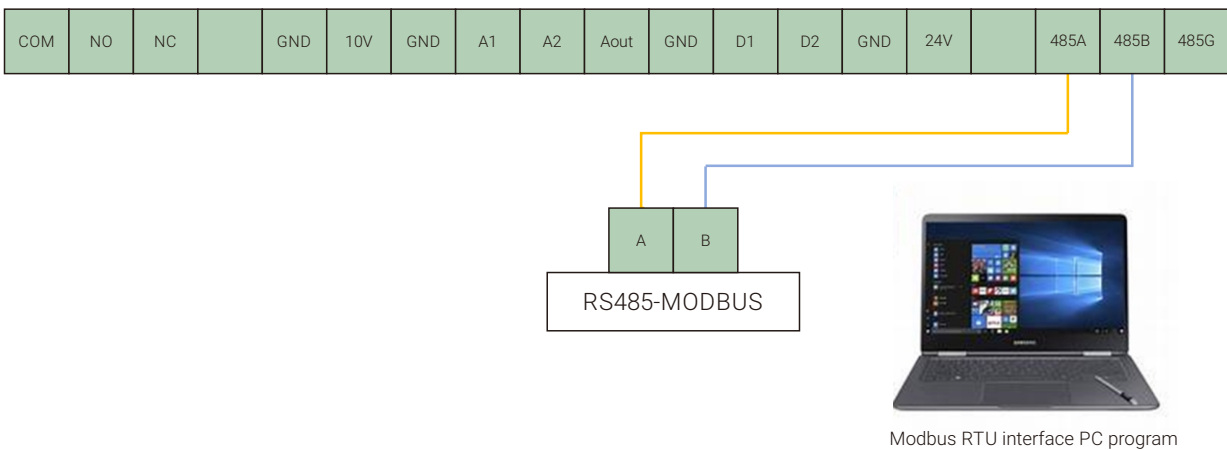 COM NO NC GND 10V GND A1 A2 Aout GND D1 D2 GND 24V 485A 485B 485G
A B
RS485-MODBUS
SAMSUNG
Modbus RTU interface PC program